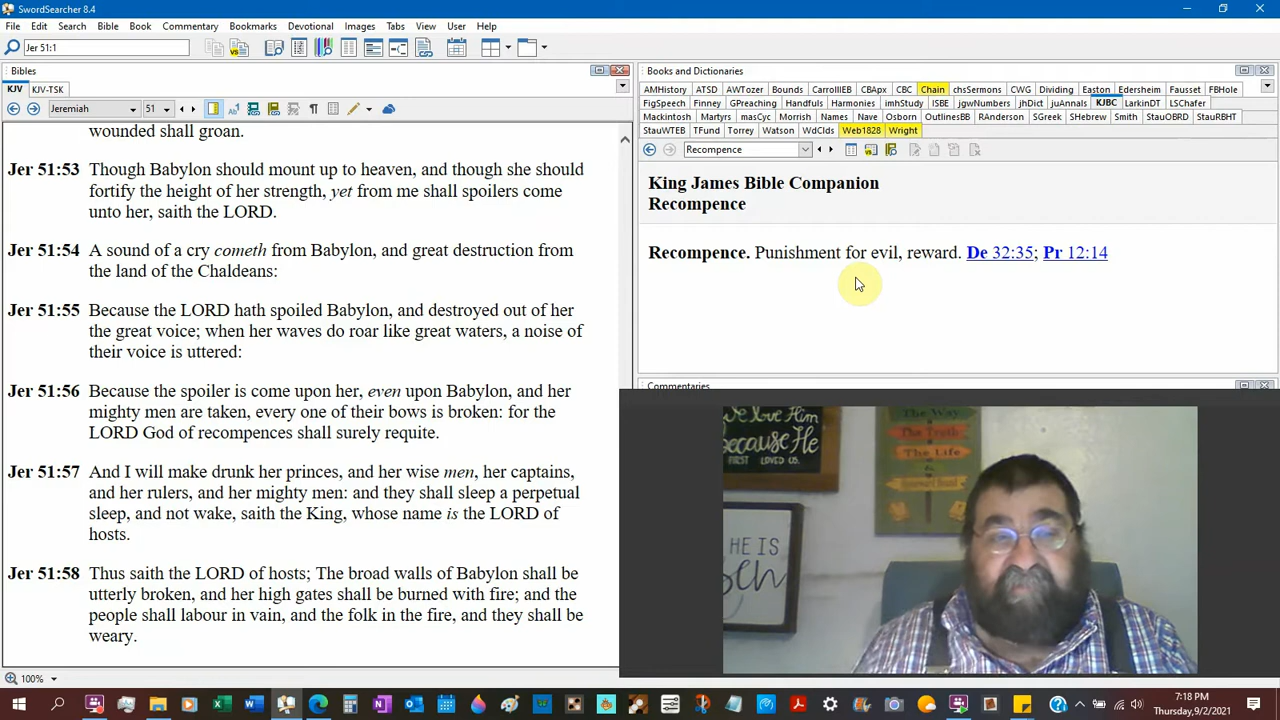 SwordSearcher 8.4
File Edit Search Bible Book Commentary Bookmarks Devotional Images Tabs View User Help
Jer 51:1
Bibles
KJV KJV-TSK
Jeremiah 51
wounded shall groan.
Jer 51:53 Though Babylon should mount up to heaven, and though she should
fortify the height of her strength, yet from me shall spoilers come
unto her, saith the LORD.
Jer 51:54 A sound of a cry cometh from Babylon, and great destruction from
the land of the Chaldeans:
Jer 51:55 Because the LORD hath spoiled Babylon, and destroyed out of her
the great voice; when her waves do roar like great waters, a noise of
their voice is uttered:
Jer 51:56 Because the spoiler is come upon her, even upon Babylon, and her
mighty men are taken, every one of their bows is broken: for the
LORD God of recompences shall surely requite.
Jer 51:57 And I will make drunk her princes, and her wise men, her captains,
and her rulers, and her mighty men: and they shall sleep a perpetual
sleep, and not wake, saith the King, whose name is the LORD of
hosts.
Jer 51:58 Thus saith the LORD of hosts; The broad walls of Babylon shall be
utterly broken, and her high gates shall be burned with fire; and the
people shall labour in vain, and the folk in the fire, and they shall be
weary.
100%
Books and Dictionaries
AMHistory ATSD AWTozer Bounds CarrollEB CBApx CBC Chain chsSermons CWG Dividing Easton Edersheim Fausset FBHole
FigSpeech Finney GPreaching Handfuls Harmonies imhStudy ISBE jgwNumbers jhDict juAnnals KJBC LarkinDT LSChafer
Mackintosh Martyrs masCyc Morrish Names Nave Osborn OutlinesBB RAnderson SGreek SHebrew Smith StauOBRD StauRBHT
StauWTEB TFund Torrey Watson WdClds Web1828 Wright
Recompence
King James Bible Companion
Recompence
Recompence. Punishment for evil, reward. De 32:35; Pr 12:14
Commentaries
we love Him
because He
FIRST LOVED US.
The Way
The Truth
The Life
HE IS
7:18 PM
Thursday,9/2/2021